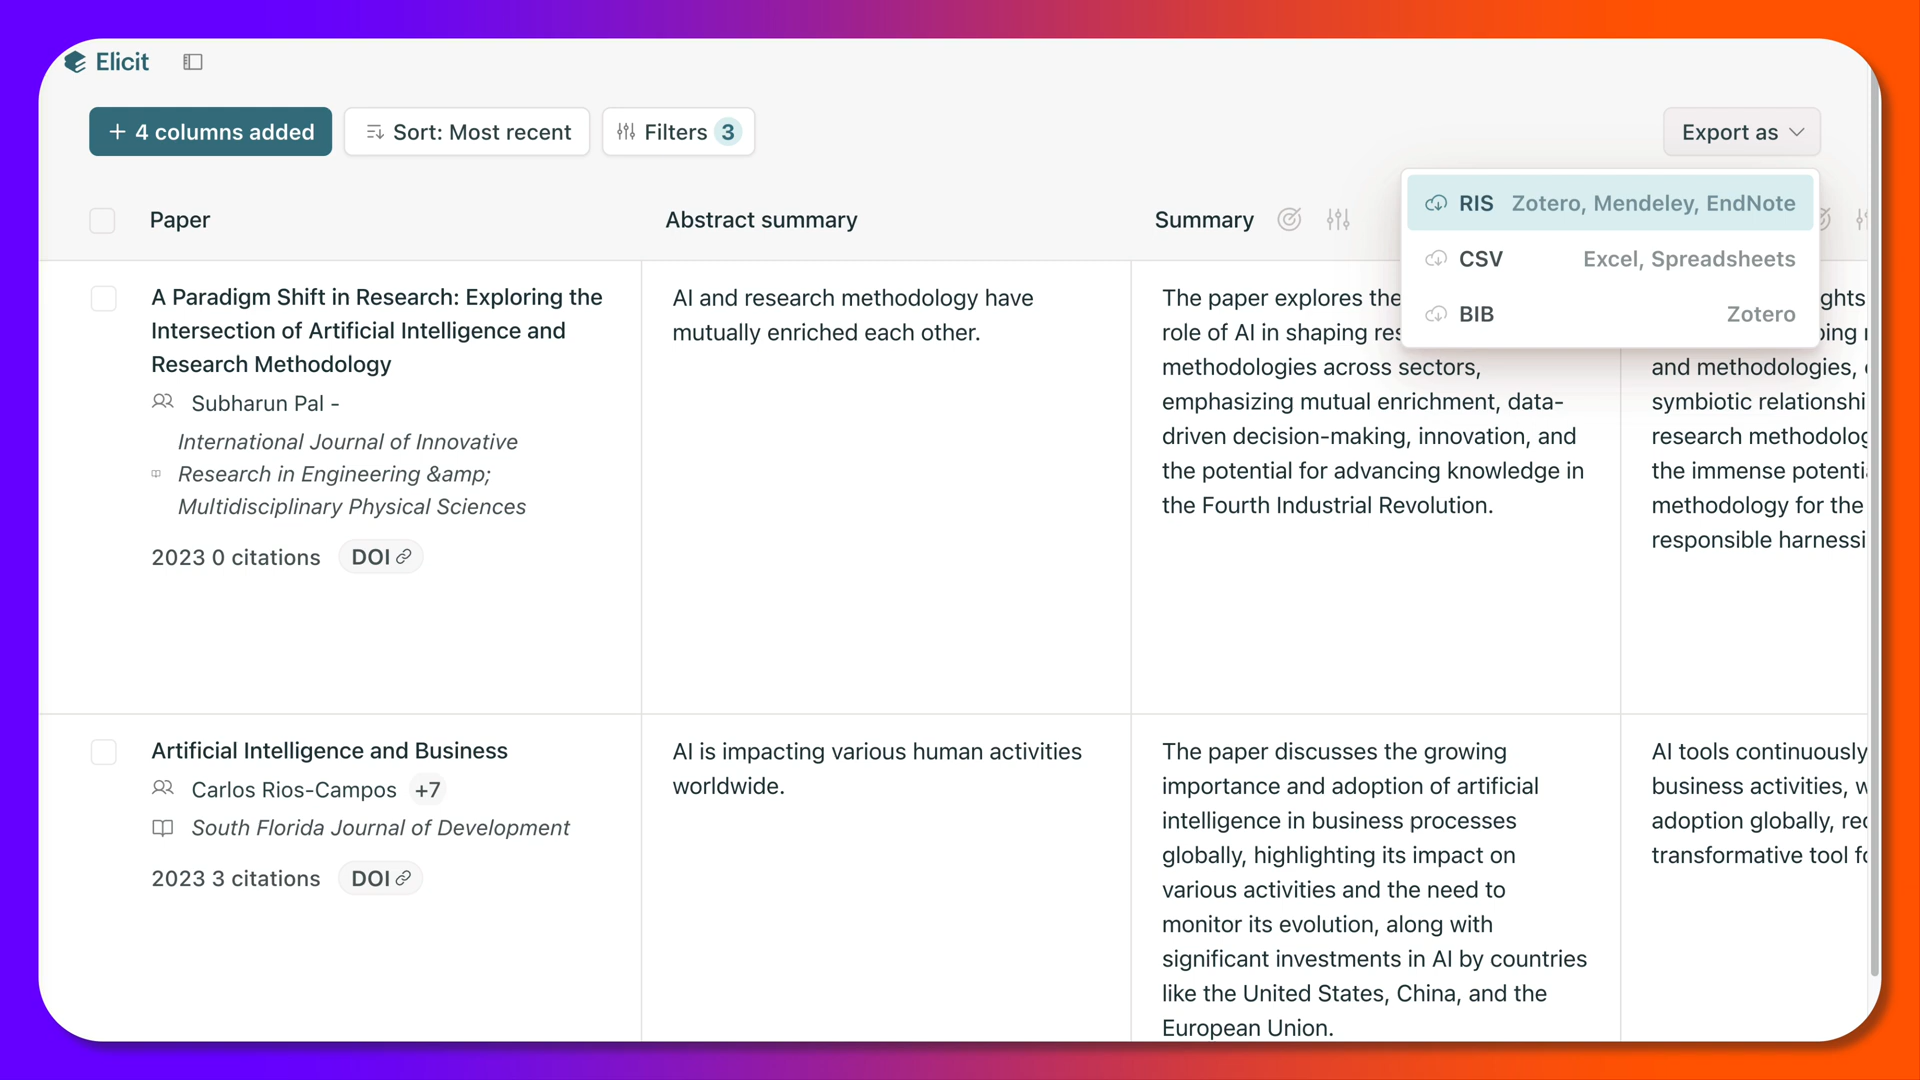 Elicit
+ 4 columns added
Sort: Most recent
Filters 3
Export as
RIS Zotero, Mendeley, EndNote
CSV Excel, Spreadsheets
BIB Zotero
Paper
Abstract summary
Summary
A Paradigm Shift in Research: Exploring the
Intersection of Artificial Intelligence and
Research Methodology
Subharun Pal -
International Journal of Innovative
Research in Engineering &amp;amp;
Multidisciplinary Physical Sciences
2023 0 citations DOI
AI and research methodology have
mutually enriched each other.
The paper explores the
role of AI in shaping res
methodologies across sectors,
emphasizing mutual enrichment, data-
driven decision-making, innovation, and
the potential for advancing knowledge in
the Fourth Industrial Revolution.
ghts
and methodologies,
symbiotic relationshi
research methodolog
the immense potentia
methodology for the
responsible harnessi
Artificial Intelligence and Business
Carlos Rios-Campos +7
South Florida Journal of Development
2023 3 citations DOI
AI is impacting various human activities
worldwide.
The paper discusses the growing
importance and adoption of artificial
intelligence in business processes
globally, highlighting its impact on
various activities and the need to
monitor its evolution, along with
significant investments in AI by countries
like the United States, China, and the
European Union.
AI tools continuously
business activities, w
adoption globally, rec
transformative tool fo